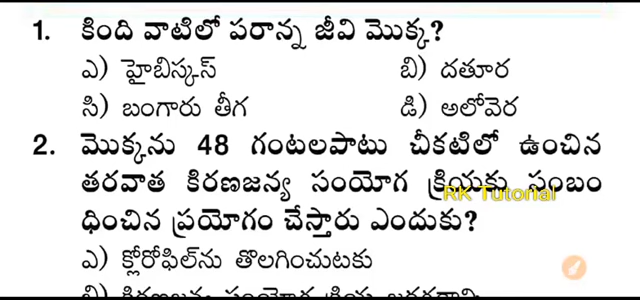 1. కింది వాటిలో పరాన్న జీవి మొక్క?
ఎ) హైబిస్కస్ బి) దతూర
సి) బంగారు తీగ డి) అలోవెర
2. మొక్కను 48 గంటలపాటు చీకటిలో ఉంచిన
తరవాత కిరణజన్య సంయోగ క్రియకు సంబం
RK Tutorial
ధించిన ప్రయోగం చేస్తారు ఎందుకు?
ఎ) క్లోరోఫిల్‌ను తొలగించుటకు